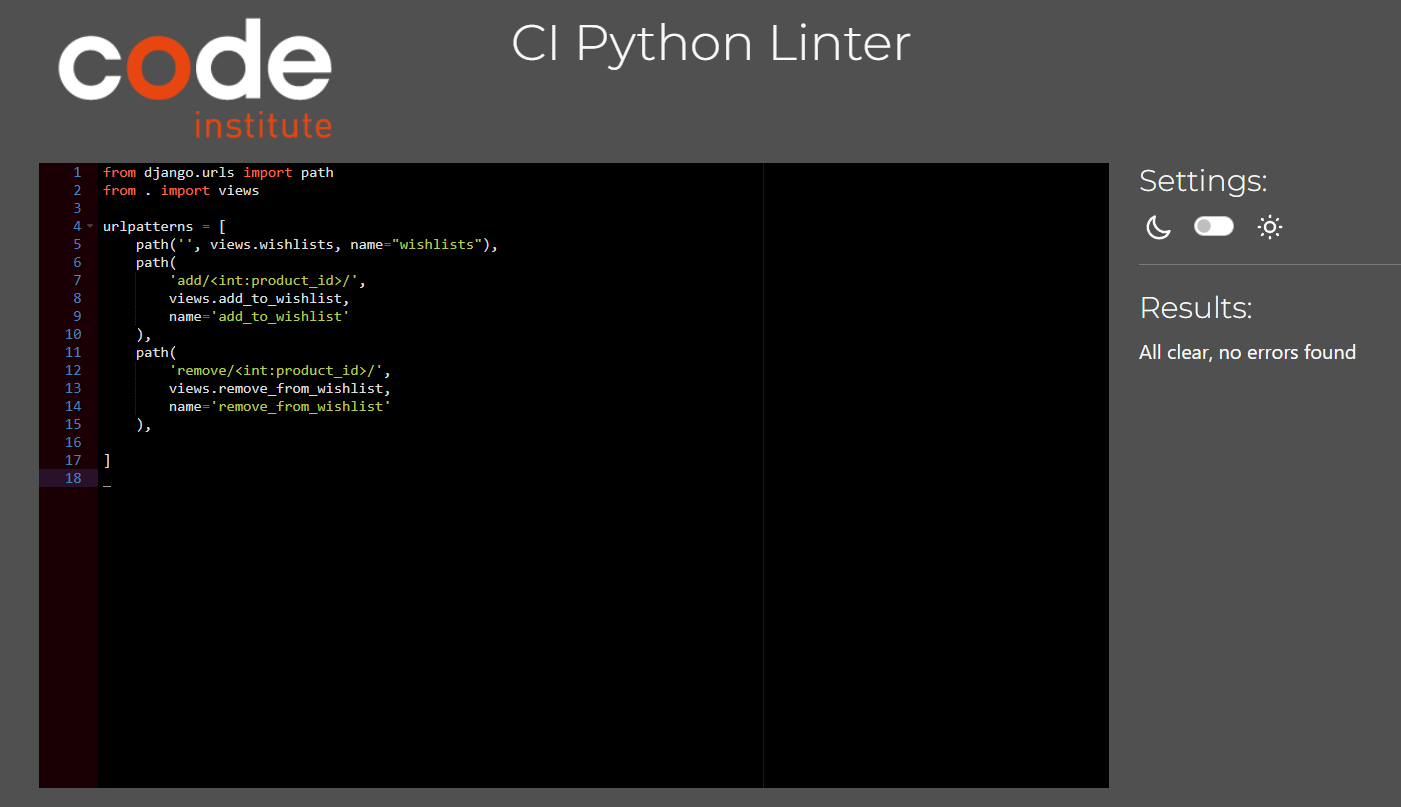 code
institute
CI Python Linter
1 from django.urls import path
2 from . import views
3
4 urlpatterns = [
5     path('', views.wishlists, name="wishlists"),
6     path(
7         'add/<int:product_id>/',
8         views.add_to_wishlist,
9         name='add_to_wishlist'
10     ),
11     path(
12         'remove/<int:product_id>/',
13         views.remove_from_wishlist,
14         name='remove_from_wishlist'
15     ),
16
17 ]
18
Settings:
Results:
All clear, no errors found